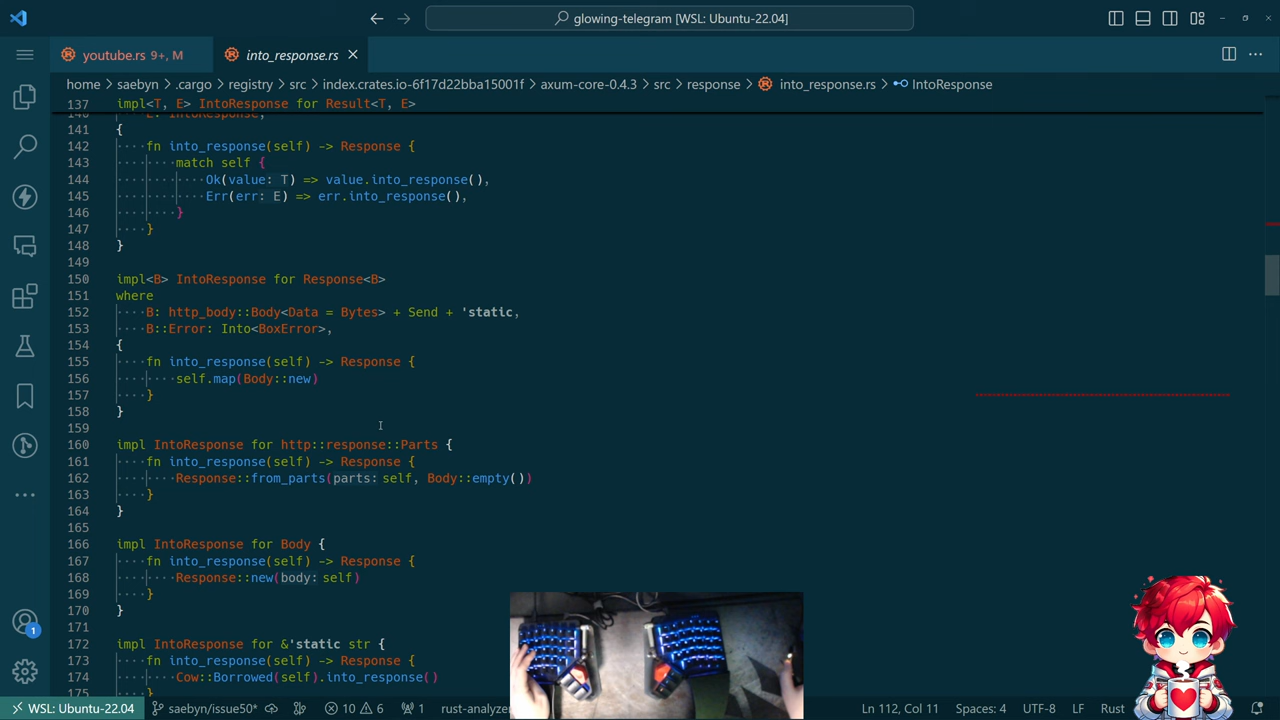 glowing-telegram [WSL: Ubuntu-22.04]
youtube.rs 9+, M
into_response.rs
home > saebyn > .cargo > registry > src > index.crates.io-6f17d22bba15001f > axum-core-0.4.3 > src > response > into_response.rs > IntoResponse
137 impl<T, E> IntoResponse for Result<T, E>
140 E: IntoResponse,
141 {
142 fn into_response(self) -> Response {
143 match self {
144 Ok(value: T) => value.into_response(),
145 Err(err: E) => err.into_response(),
146 }
147 }
148 }
149
150 impl<B> IntoResponse for Response<B>
151 where
152 B: http_body::Body<Data = Bytes> + Send + 'static,
153 B::Error: Into<BoxError>,
154 {
155 fn into_response(self) -> Response {
156 self.map(Body::new)
157 }
158 }
159
160 impl IntoResponse for http::response::Parts {
161 fn into_response(self) -> Response {
162 Response::from_parts(parts: self, Body::empty())
163 }
164 }
165
166 impl IntoResponse for Body {
167 fn into_response(self) -> Response {
168 Response::new(body: self)
169 }
170 }
171
172 impl IntoResponse for &'static str {
173 fn into_response(self) -> Response {
174 Cow::Borrowed(self).into_response()
175 }
1
WSL: Ubuntu-22.04 saebyn/issue50* 10 6 1 rust-analyzer Ln 112, Col 11 Spaces: 4 UTF-8 LF Rust